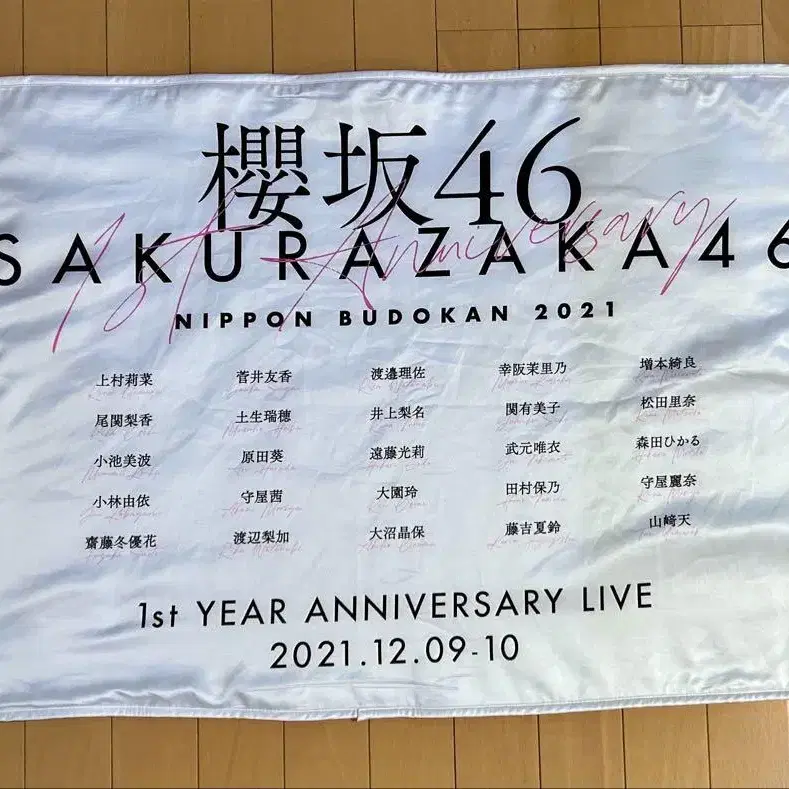 櫻坂46
SAKURAZAKA46
1st Anniversary
NIPPON BUDOKAN 2021
上村莉菜 菅井友香 渡邉理佐 幸阪茉里乃 増本綺良
尾関梨香 土生瑞穂 井上梨名 関有美子 松田里奈
小池美波 原田葵 遠藤光莉 武元唯衣 森田ひかる
小林由依 守屋茜 大園玲 田村保乃 守屋麗奈
齋藤冬優花 渡辺梨加 大沼晶保 藤吉夏鈴 山﨑天
1st YEAR ANNIVERSARY LIVE
2021.12.09-10